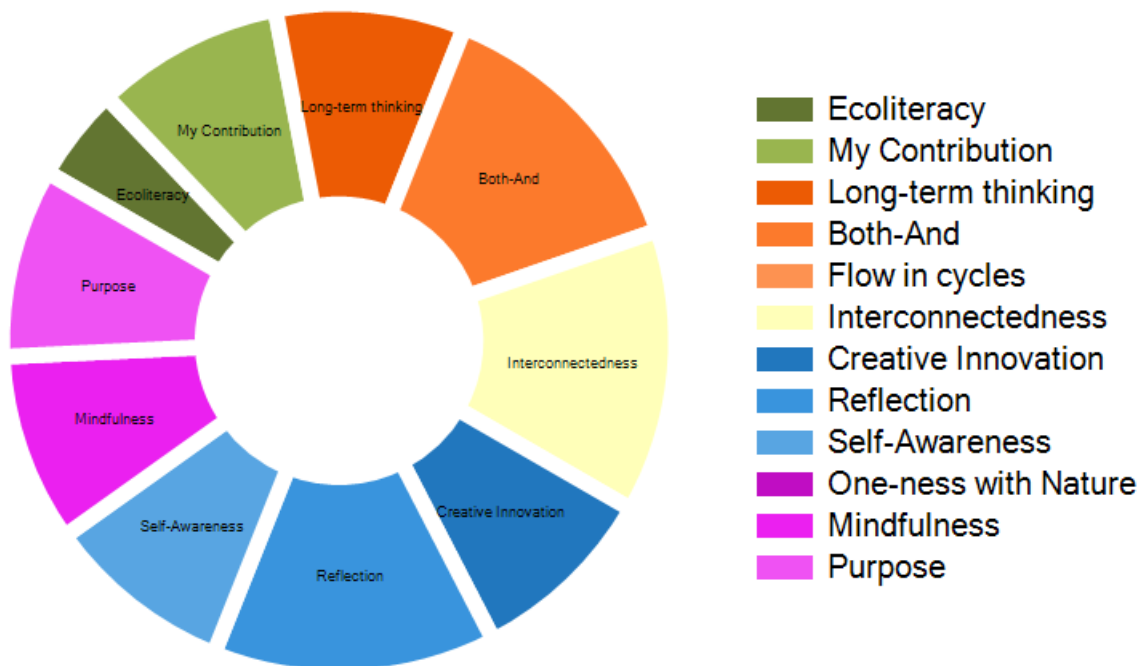 Long-term thinking
My Contribution
Both-And
Ecoliteracy
Purpose
Interconnectedness
Mindfulness
Creative Innovation
Self-Awareness
Reflection
Ecoliteracy
My Contribution
Long-term thinking
Both-And
Flow in cycles
Interconnectedness
Creative Innovation
Reflection
Self-Awareness
One-ness with Nature
Mindfulness
Purpose